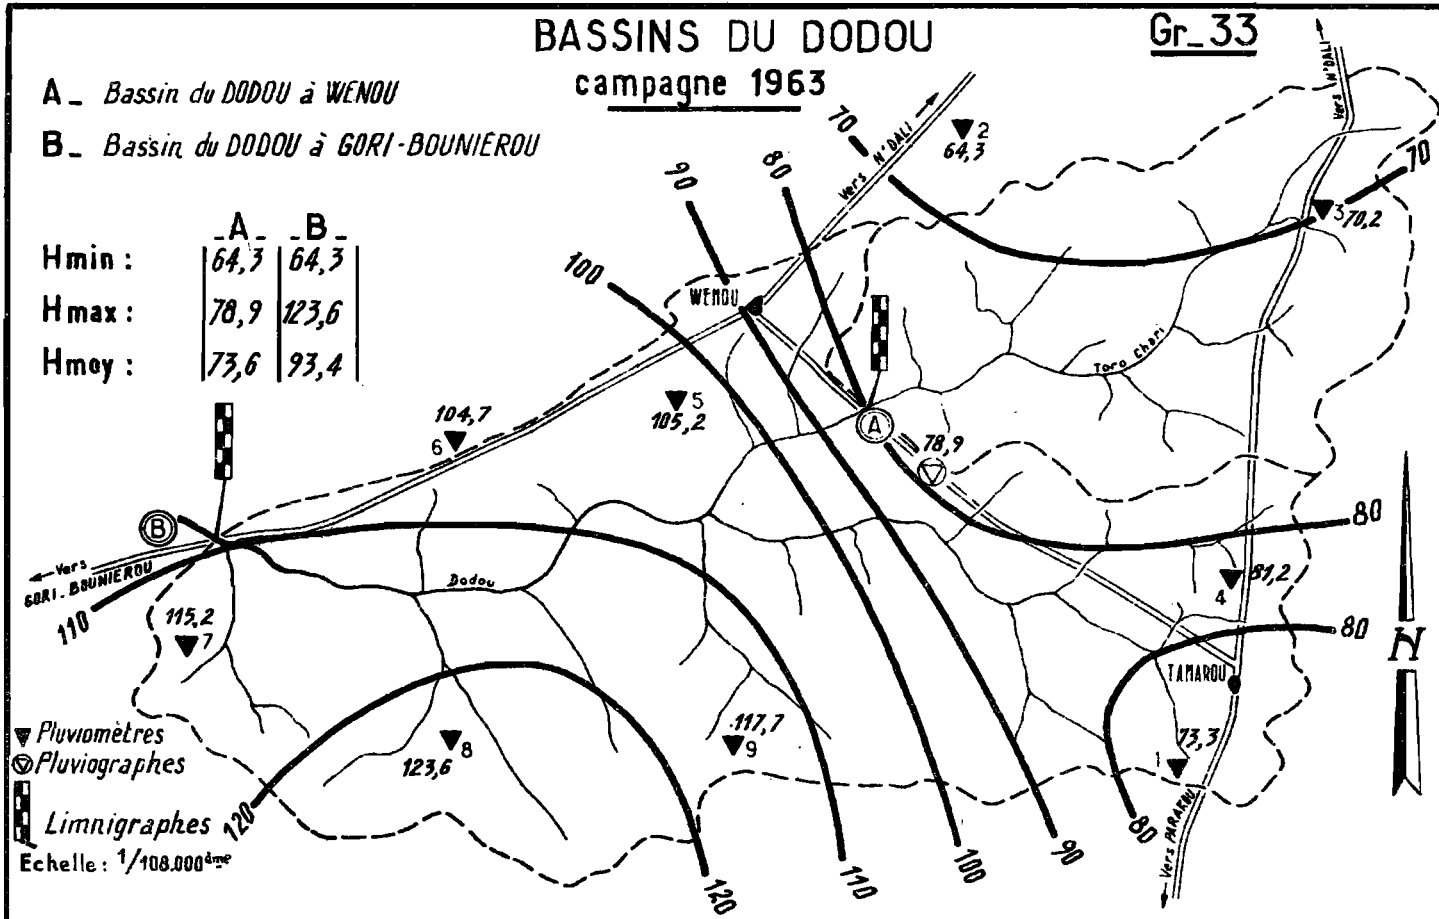 BASSINS DU DODOU
Gr_33
campagne 1963
A_ Bassin du DODOU à WENOU
B_ Bassin du DODOU à GORI-BOUNIEROU
_A_ _B_
Hmin : 64,3 64,3
Hmax : 78,9 123,6
Hmoy : 73,6 93,4
Vers N'DALI
Vers N'DALI
70
2
64,3
80
90
70
3
70,2
100
WENOU
Toro Chari
5
105,2
104,7
6
A
78,9
B
80
Vers
GORI-BOUNIEROU
Dodou
81,2
4
110
115.2
7
80
N
TAMAROU
117,7
9
73,3
1
8
123,6
Pluviomètres
Pluviographes
Limnigraphes
Echelle : 1/108.000ème
120
120
110
100
90
80
Vers PARAKOU